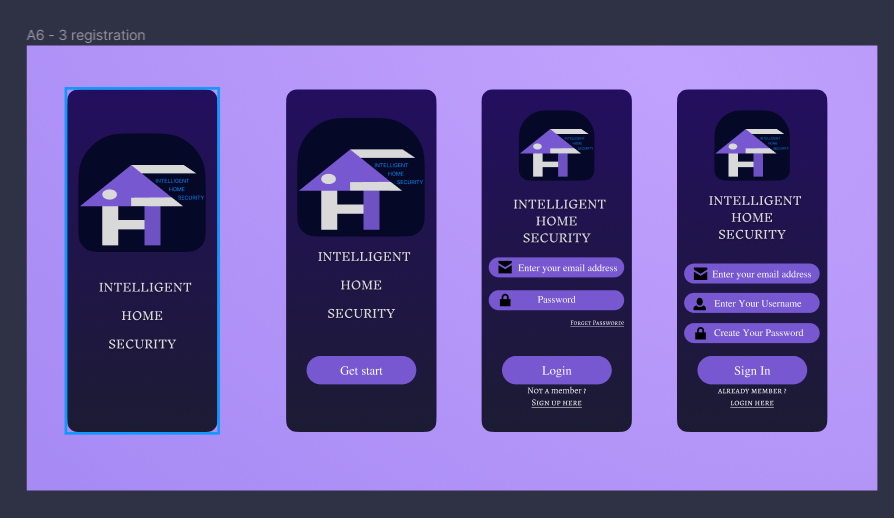 A6 - 3 registration
INTELLIGENT
HOME
SECURITY
INTELLIGENT
HOME
SECURITY
INTELLIGENT
HOME
SECURITY
INTELLIGENT
HOME
SECURITY
Get start
INTELLIGENT
HOME
SECURITY
INTELLIGENT
HOME
SECURITY
Enter your email address
Password
Forget Password?
Login
Not a member ?
Sign up here
INTELLIGENT
HOME
SECURITY
INTELLIGENT
HOME
SECURITY
Enter your email address
Enter Your Username
Create Your Password
Sign In
already member ?
login here